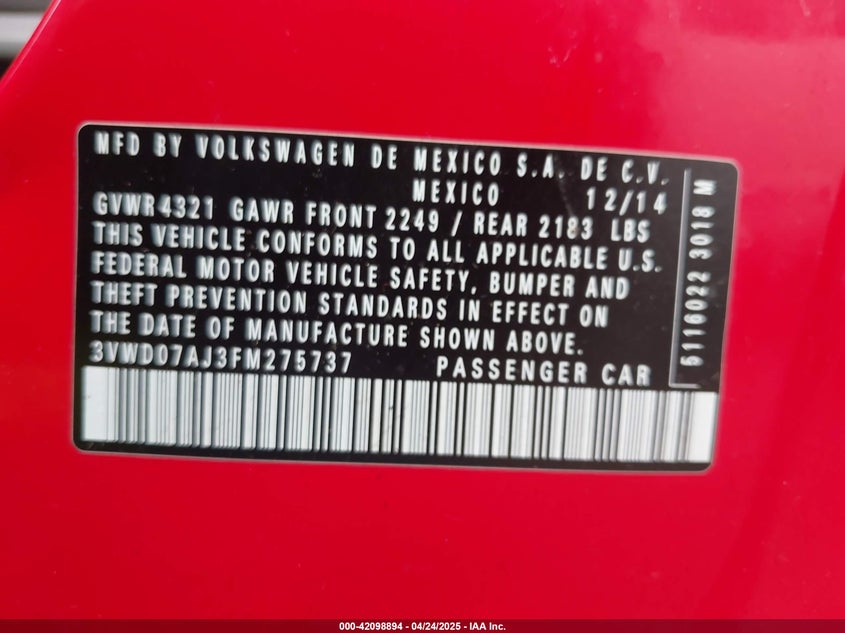 MFD BY VOLKSWAGEN DE MEXICO S.A. DE C.V.
MEXICO 12/14
GVWR4321 GAWR FRONT 2249 / REAR 2183 LBS
THIS VEHICLE CONFORMS TO ALL APPLICABLE U.S.
FEDERAL MOTOR VEHICLE SAFETY, BUMPER AND
THEFT PREVENTION STANDARDS IN EFFECT ON
THE DATE OF MANUFACTURE SHOWN ABOVE.
3VWD07AJ3FM275737 PASSENGER CAR
5116022 3018 M
000-42098894 - 04/24/2025 - IAA Inc.